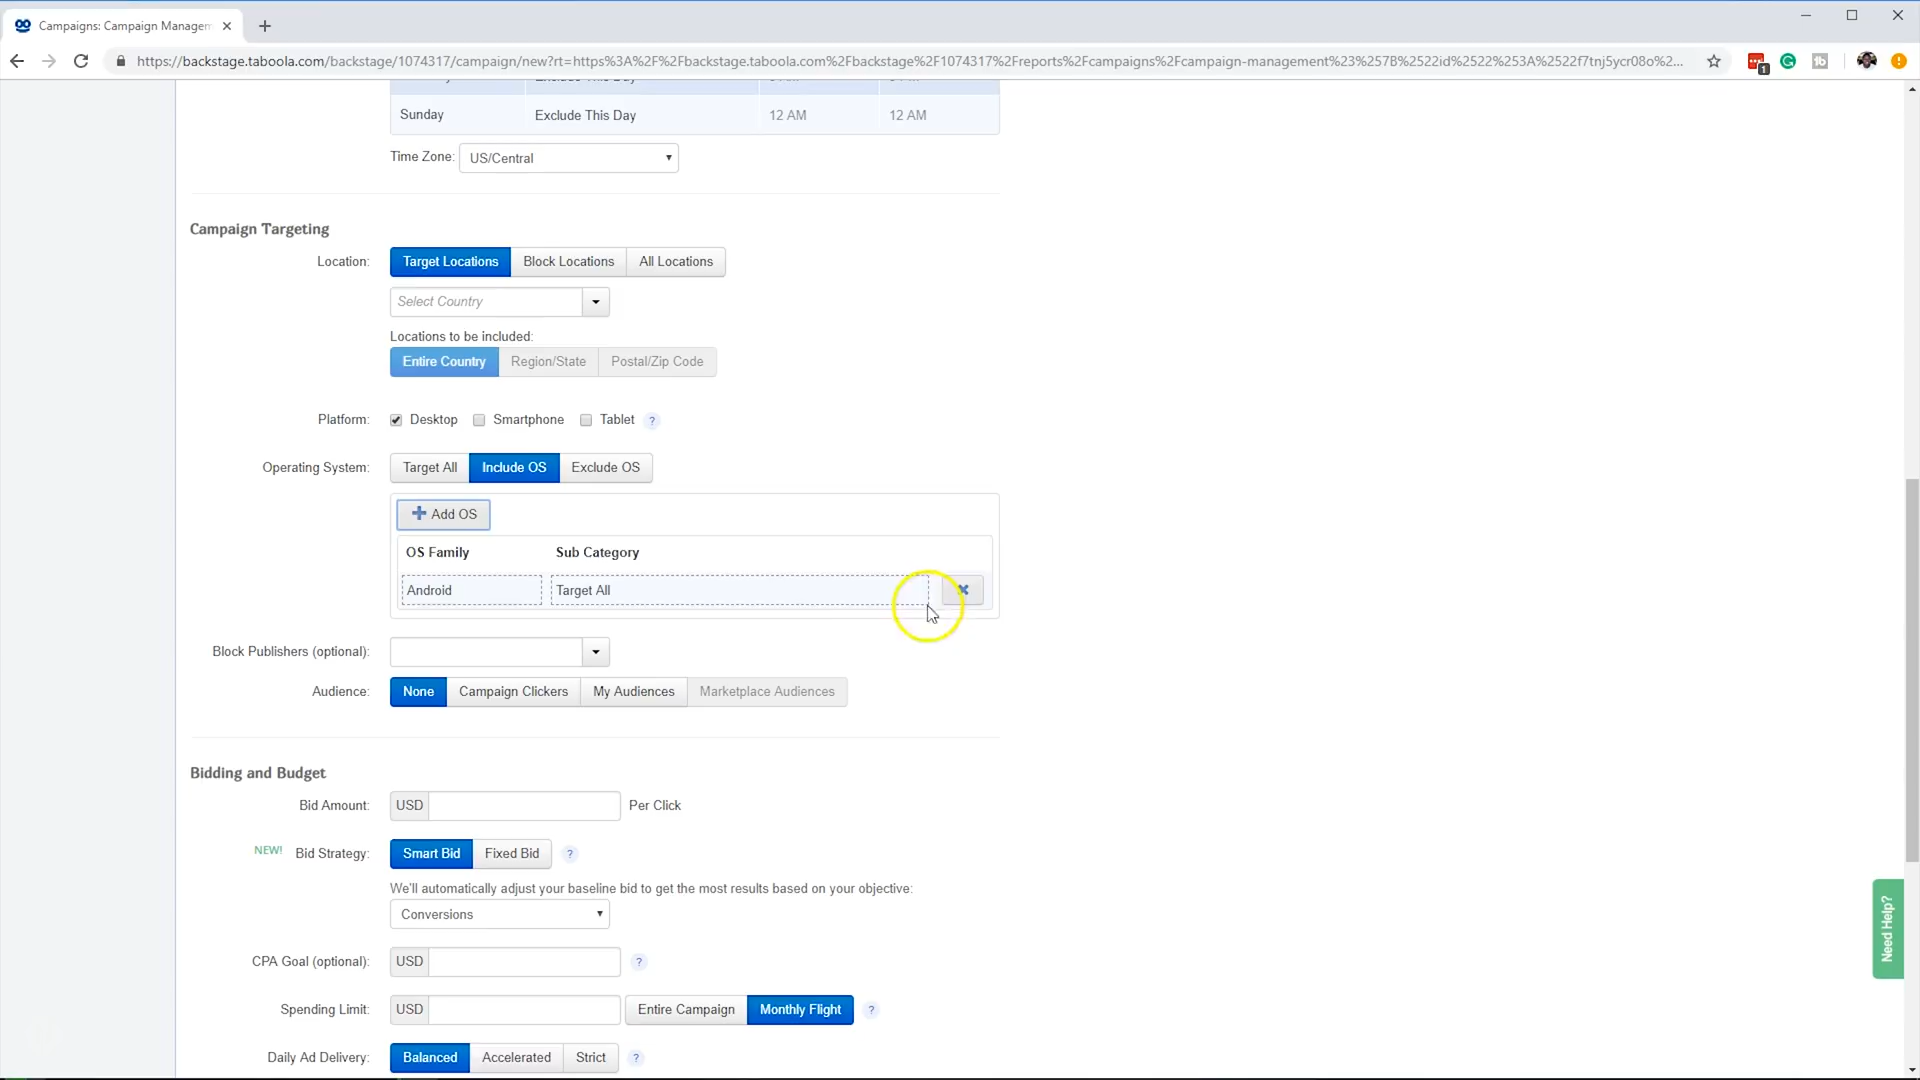 Campaigns: Campaign Managem
https://backstage.taboola.com/backstage/1074317/campaign/new?rt=https%3A%2F%2Fbackstage.taboola.com%2Fbackstage%2F1074317%2Freports%2Fcampaigns%2Fcampaign-management%23%257B%2522id%2522%253A%2522f7tnj5ycr08o%2...
1
Sunday Exclude This Day 12 AM 12 AM
Time Zone: US/Central
Campaign Targeting
Location: Target Locations Block Locations All Locations
Select Country
Locations to be included:
Entire Country Region/State Postal/Zip Code
Platform: Desktop Smartphone Tablet ?
Operating System: Target All Include OS Exclude OS
Add OS
OS Family Sub Category
Android Target All
Block Publishers (optional):
Audience: None Campaign Clickers My Audiences Marketplace Audiences
Bidding and Budget
Bid Amount: USD Per Click
NEW! Bid Strategy: Smart Bid Fixed Bid ?
We'll automatically adjust your baseline bid to get the most results based on your objective:
Conversions
CPA Goal (optional): USD ?
Spending Limit: USD Entire Campaign Monthly Flight ?
Daily Ad Delivery: Balanced Accelerated Strict ?
Need Help?